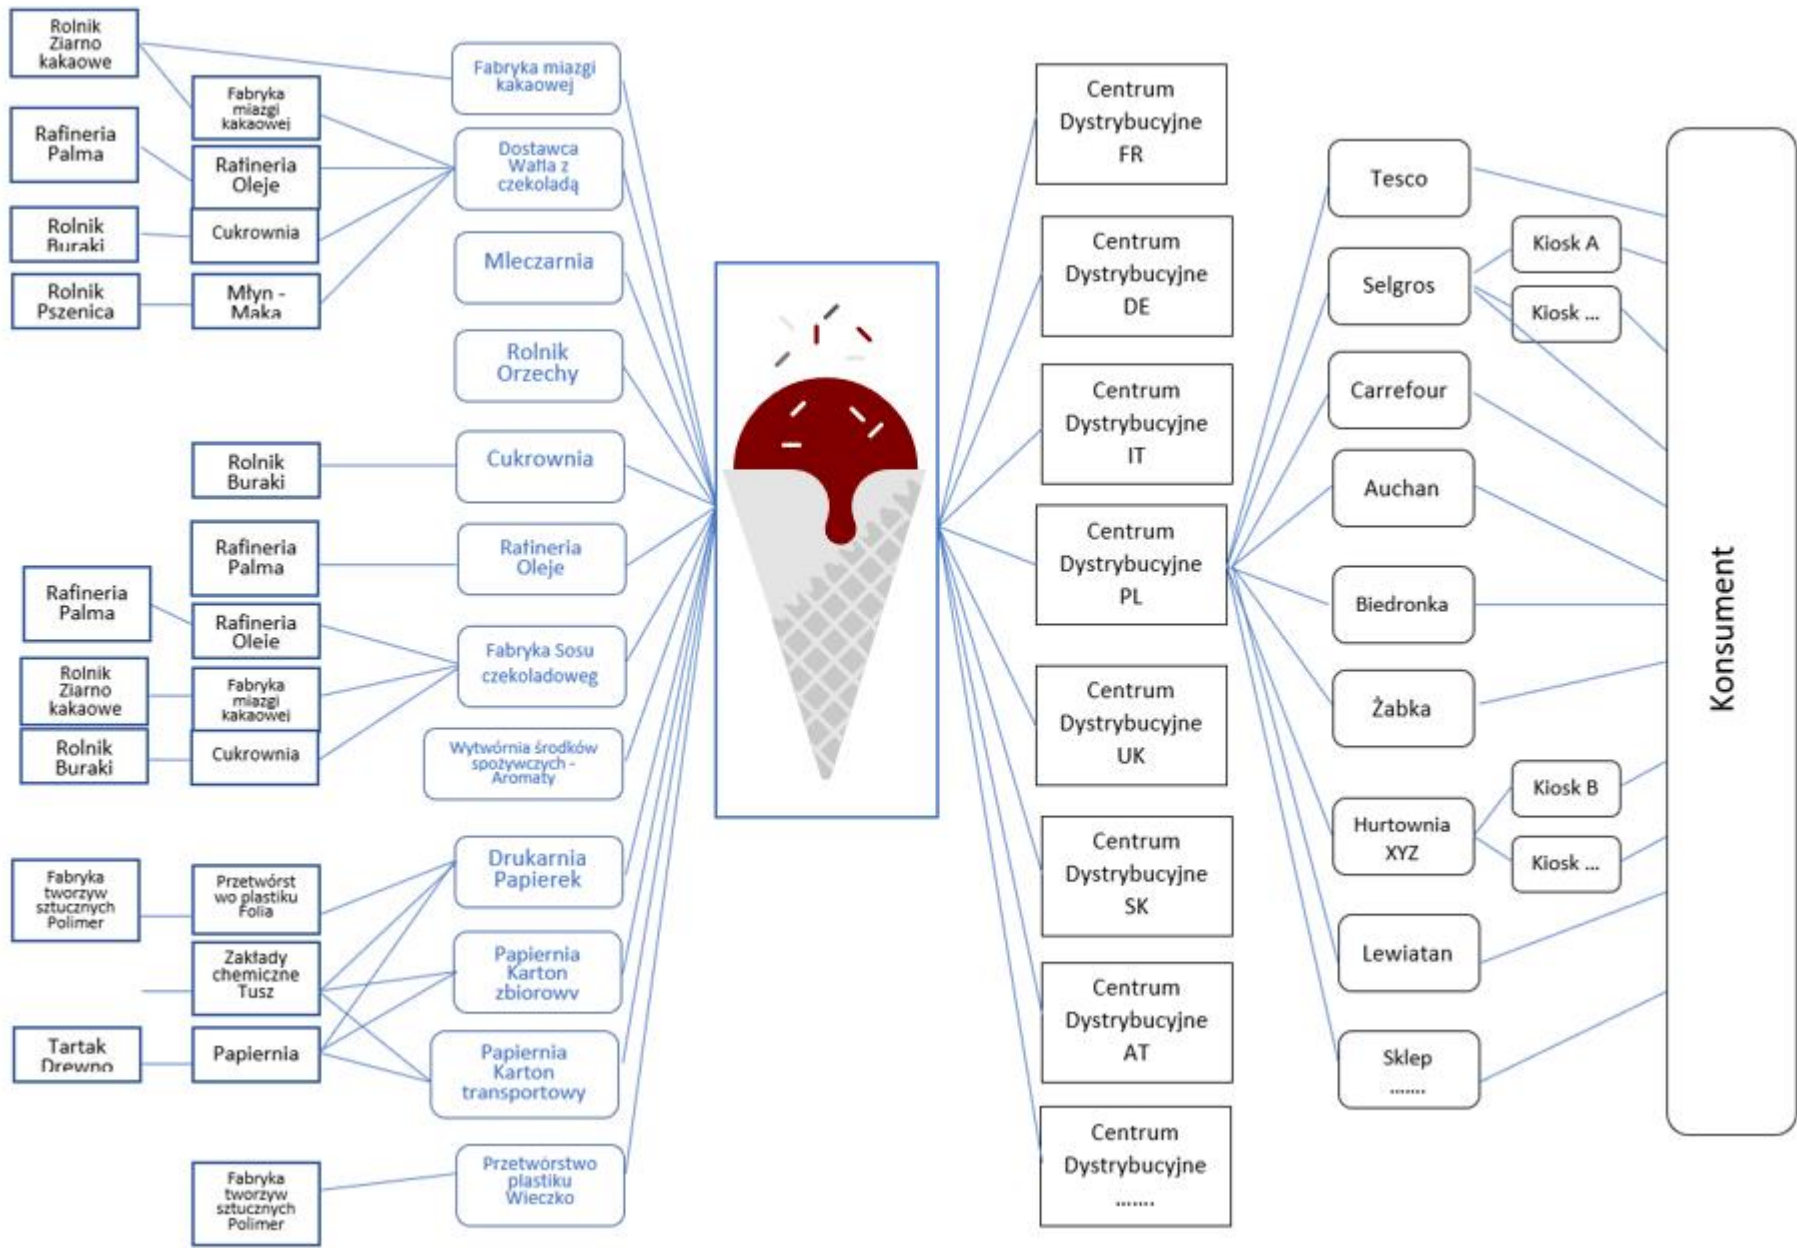 Rolnik
Ziarno
kakaowe
Rafineria
Palma
Rolnik
Buraki
Rolnik
Pszenica
Fabryka
miazgi
kakaowej
Rafineria
Oleje
Cukrownia
Młyn -
Mąka
Rolnik
Buraki
Rafineria
Palma
Rafineria
Palma
Rafineria
Oleje
Rolnik
Ziarno
kakaowe
Fabryka
miazgi
kakaowej
Rolnik
Buraki
Cukrownia
Fabryka
tworzyw
sztucznych
Polimer
Przetwórst
wo plastiku
Folia
Zakłady
chemiczne
Tusz
Tartak
Drewno
Papiernia
Fabryka
tworzyw
sztucznych
Polimer
Fabryka miazgi
kakaowej
Dostawca
Wafla z
czekoladą
Mleczarnia
Rolnik
Orzechy
Cukrownia
Rafineria
Oleje
Fabryka Sosu
czekoladoweg
Wytwórnia środków
spożywczych -
Aromaty
Drukarnia
Papierek
Papiernia
Karton
zbiorowy
Papiernia
Karton
transportowy
Przetwórstwo
plastiku
Wieczko
Centrum
Dystrybucyjne
FR
Centrum
Dystrybucyjne
DE
Centrum
Dystrybucyjne
IT
Centrum
Dystrybucyjne
PL
Centrum
Dystrybucyjne
UK
Centrum
Dystrybucyjne
SK
Centrum
Dystrybucyjne
AT
Centrum
Dystrybucyjne
.......
Tesco
Selgros
Carrefour
Auchan
Biedronka
Żabka
Hurtownia
XYZ
Lewiatan
Sklep
.......
Kiosk A
Kiosk ...
Kiosk B
Kiosk ...
Konsument